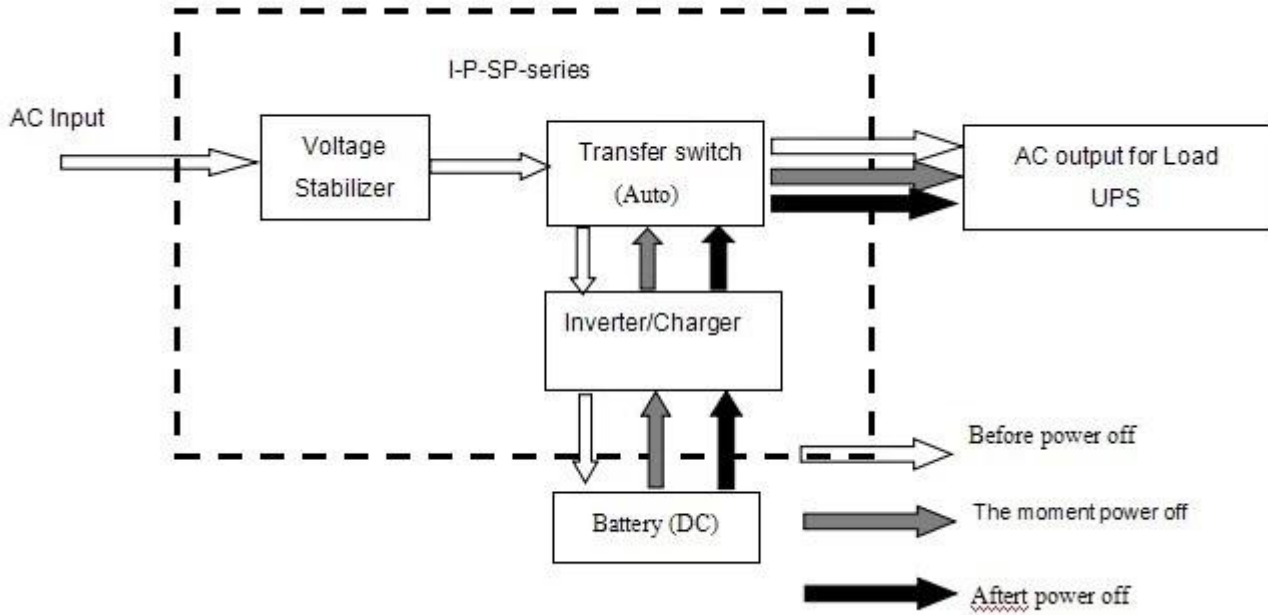 I-P-SP-series
AC Input
Voltage
Stabilizer
Transfer switch
(Auto)
AC output for Load
UPS
Inverter/Charger
Battery (DC)
Before power off
The moment power off
Aftert power off